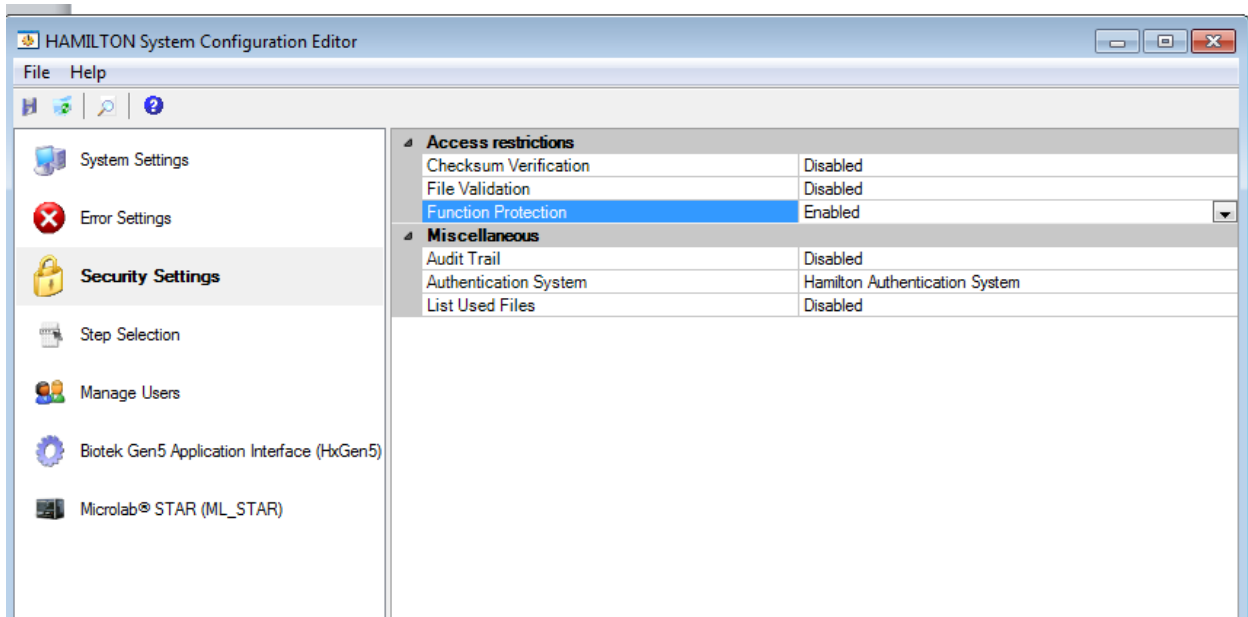 HAMILTON System Configuration Editor
File Help
System Settings
Error Settings
Security Settings
Step Selection
Manage Users
Biotek Gen5 Application Interface (HxGen5)
Microlab® STAR (ML_STAR)
Access restrictions
Checksum Verification Disabled
File Validation Disabled
Function Protection Enabled
Miscellaneous
Audit Trail Disabled
Authentication System Hamilton Authentication System
List Used Files Disabled